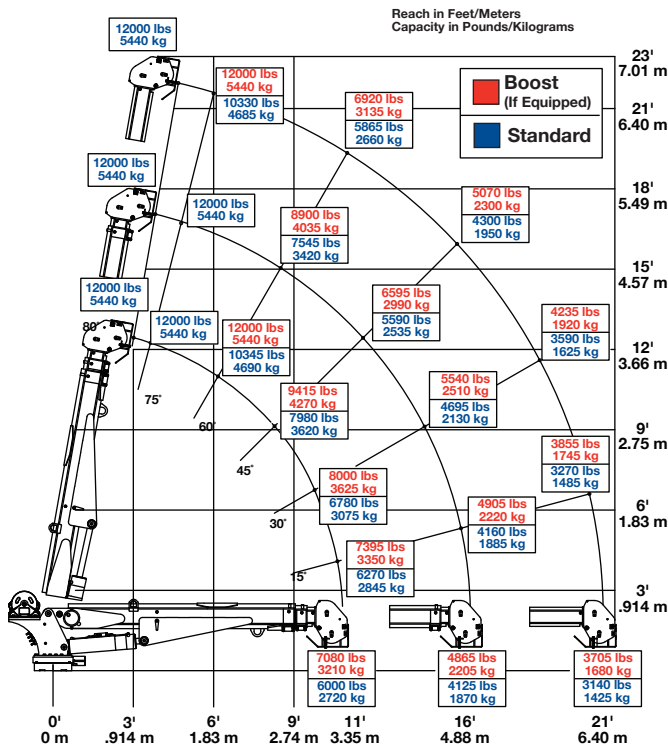 Reach in Feet/Meters
Capacity in Pounds/Kilograms
12000 lbs
5440 kg
23'
7.01 m
12000 lbs
5440 kg
10330 lbs
4685 kg
6920 lbs
3135 kg
5865 lbs
2660 kg
Boost
(If Equipped)
Standard
21'
6.40 m
12000 lbs
5440 kg
12000 lbs
5440 kg
18'
5.49 m
8900 lbs
4035 kg
7545 lbs
3420 kg
5070 lbs
2300 kg
4300 lbs
1950 kg
15'
4.57 m
12000 lbs
5440 kg
80
12000 lbs
5440 kg
12000 lbs
5440 kg
10345 lbs
4690 kg
6595 lbs
2990 kg
5590 lbs
2535 kg
4235 lbs
1920 kg
3590 lbs
1625 kg
12'
3.66 m
75°
60°
45°
9415 lbs
4270 kg
7980 lbs
3620 kg
5540 lbs
2510 kg
4695 lbs
2130 kg
9'
2.75 m
30°
8000 lbs
3625 kg
6780 lbs
3075 kg
3855 lbs
1745 kg
3270 lbs
1485 kg
6'
1.83 m
15°
7395 lbs
3350 kg
6270 lbs
2845 kg
4905 lbs
2220 kg
4160 lbs
1885 kg
3'
.914 m
7080 lbs
3210 kg
6000 lbs
2720 kg
4865 lbs
2205 kg
4125 lbs
1870 kg
3705 lbs
1680 kg
3140 lbs
1425 kg
0'
0 m
3'
.914 m
6'
1.83 m
9'
2.74 m
11'
3.35 m
16'
4.88 m
21'
6.40 m